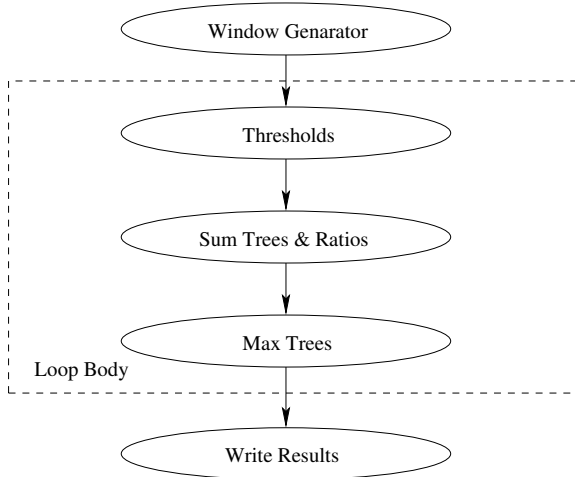 Window Genarator
Thresholds
Sum Trees & Ratios
Max Trees
Loop Body
Write Results